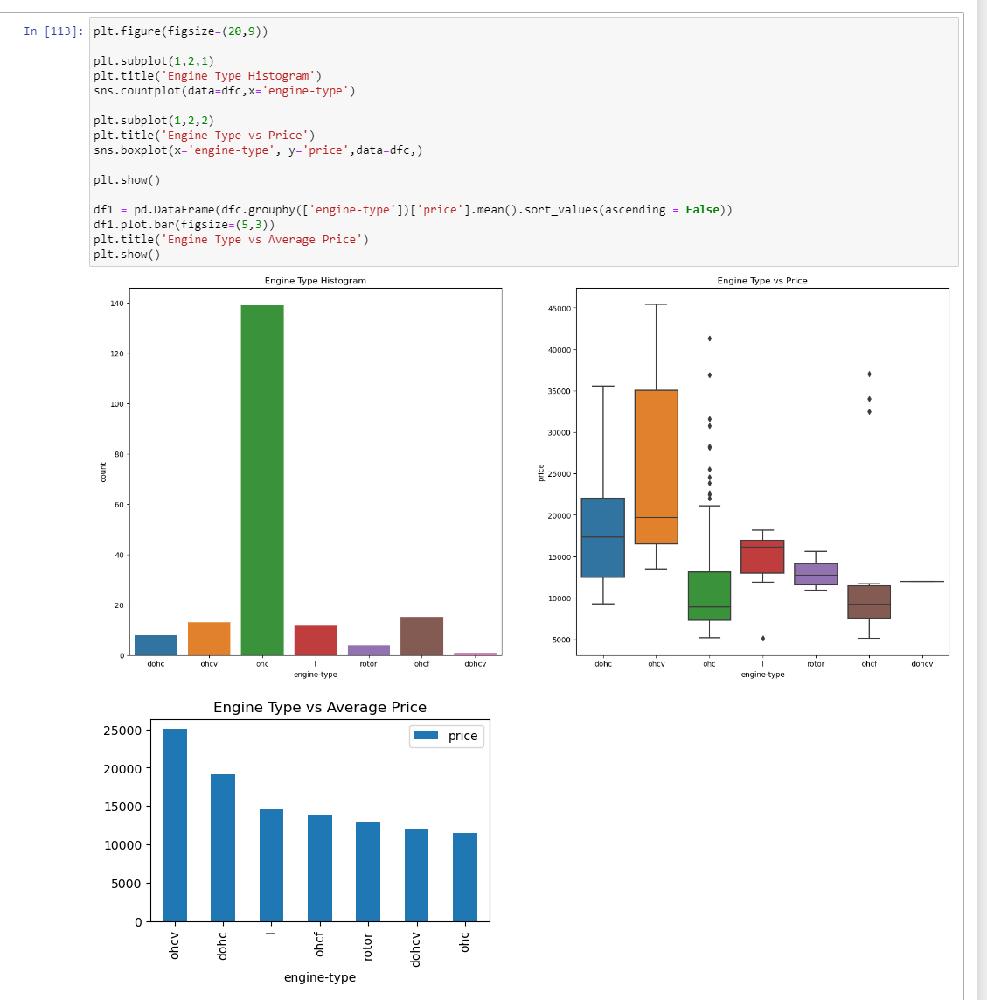 In [113]:
plt.figure(figsize=(20,9))
plt.subplot(1,2,1)
plt.title('Engine Type Histogram')
sns.countplot(data=dfc,x='engine-type')
plt.subplot(1,2,2)
plt.title('Engine Type vs Price')
sns.boxplot(x='engine-type', y='price',data=dfc,)
plt.show()
df1 = pd.DataFrame(dfc.groupby(['engine-type'])['price'].mean().sort_values(ascending = False))
df1.plot.bar(figsize=(5,3))
plt.title('Engine Type vs Average Price')
plt.show()
Engine Type Histogram
140
120
100
80
60
40
20
0
count
dohc ohcv ohc l rotor ohcf dohcv
engine-type
Engine Type vs Price
45000
40000
35000
30000
25000
20000
15000
10000
5000
price
dohc ohcv ohc l rotor ohcf dohcv
engine-type
Engine Type vs Average Price
price
25000
20000
15000
10000
5000
0
ohcv dohc l ohcf rotor dohcv ohc
engine-type